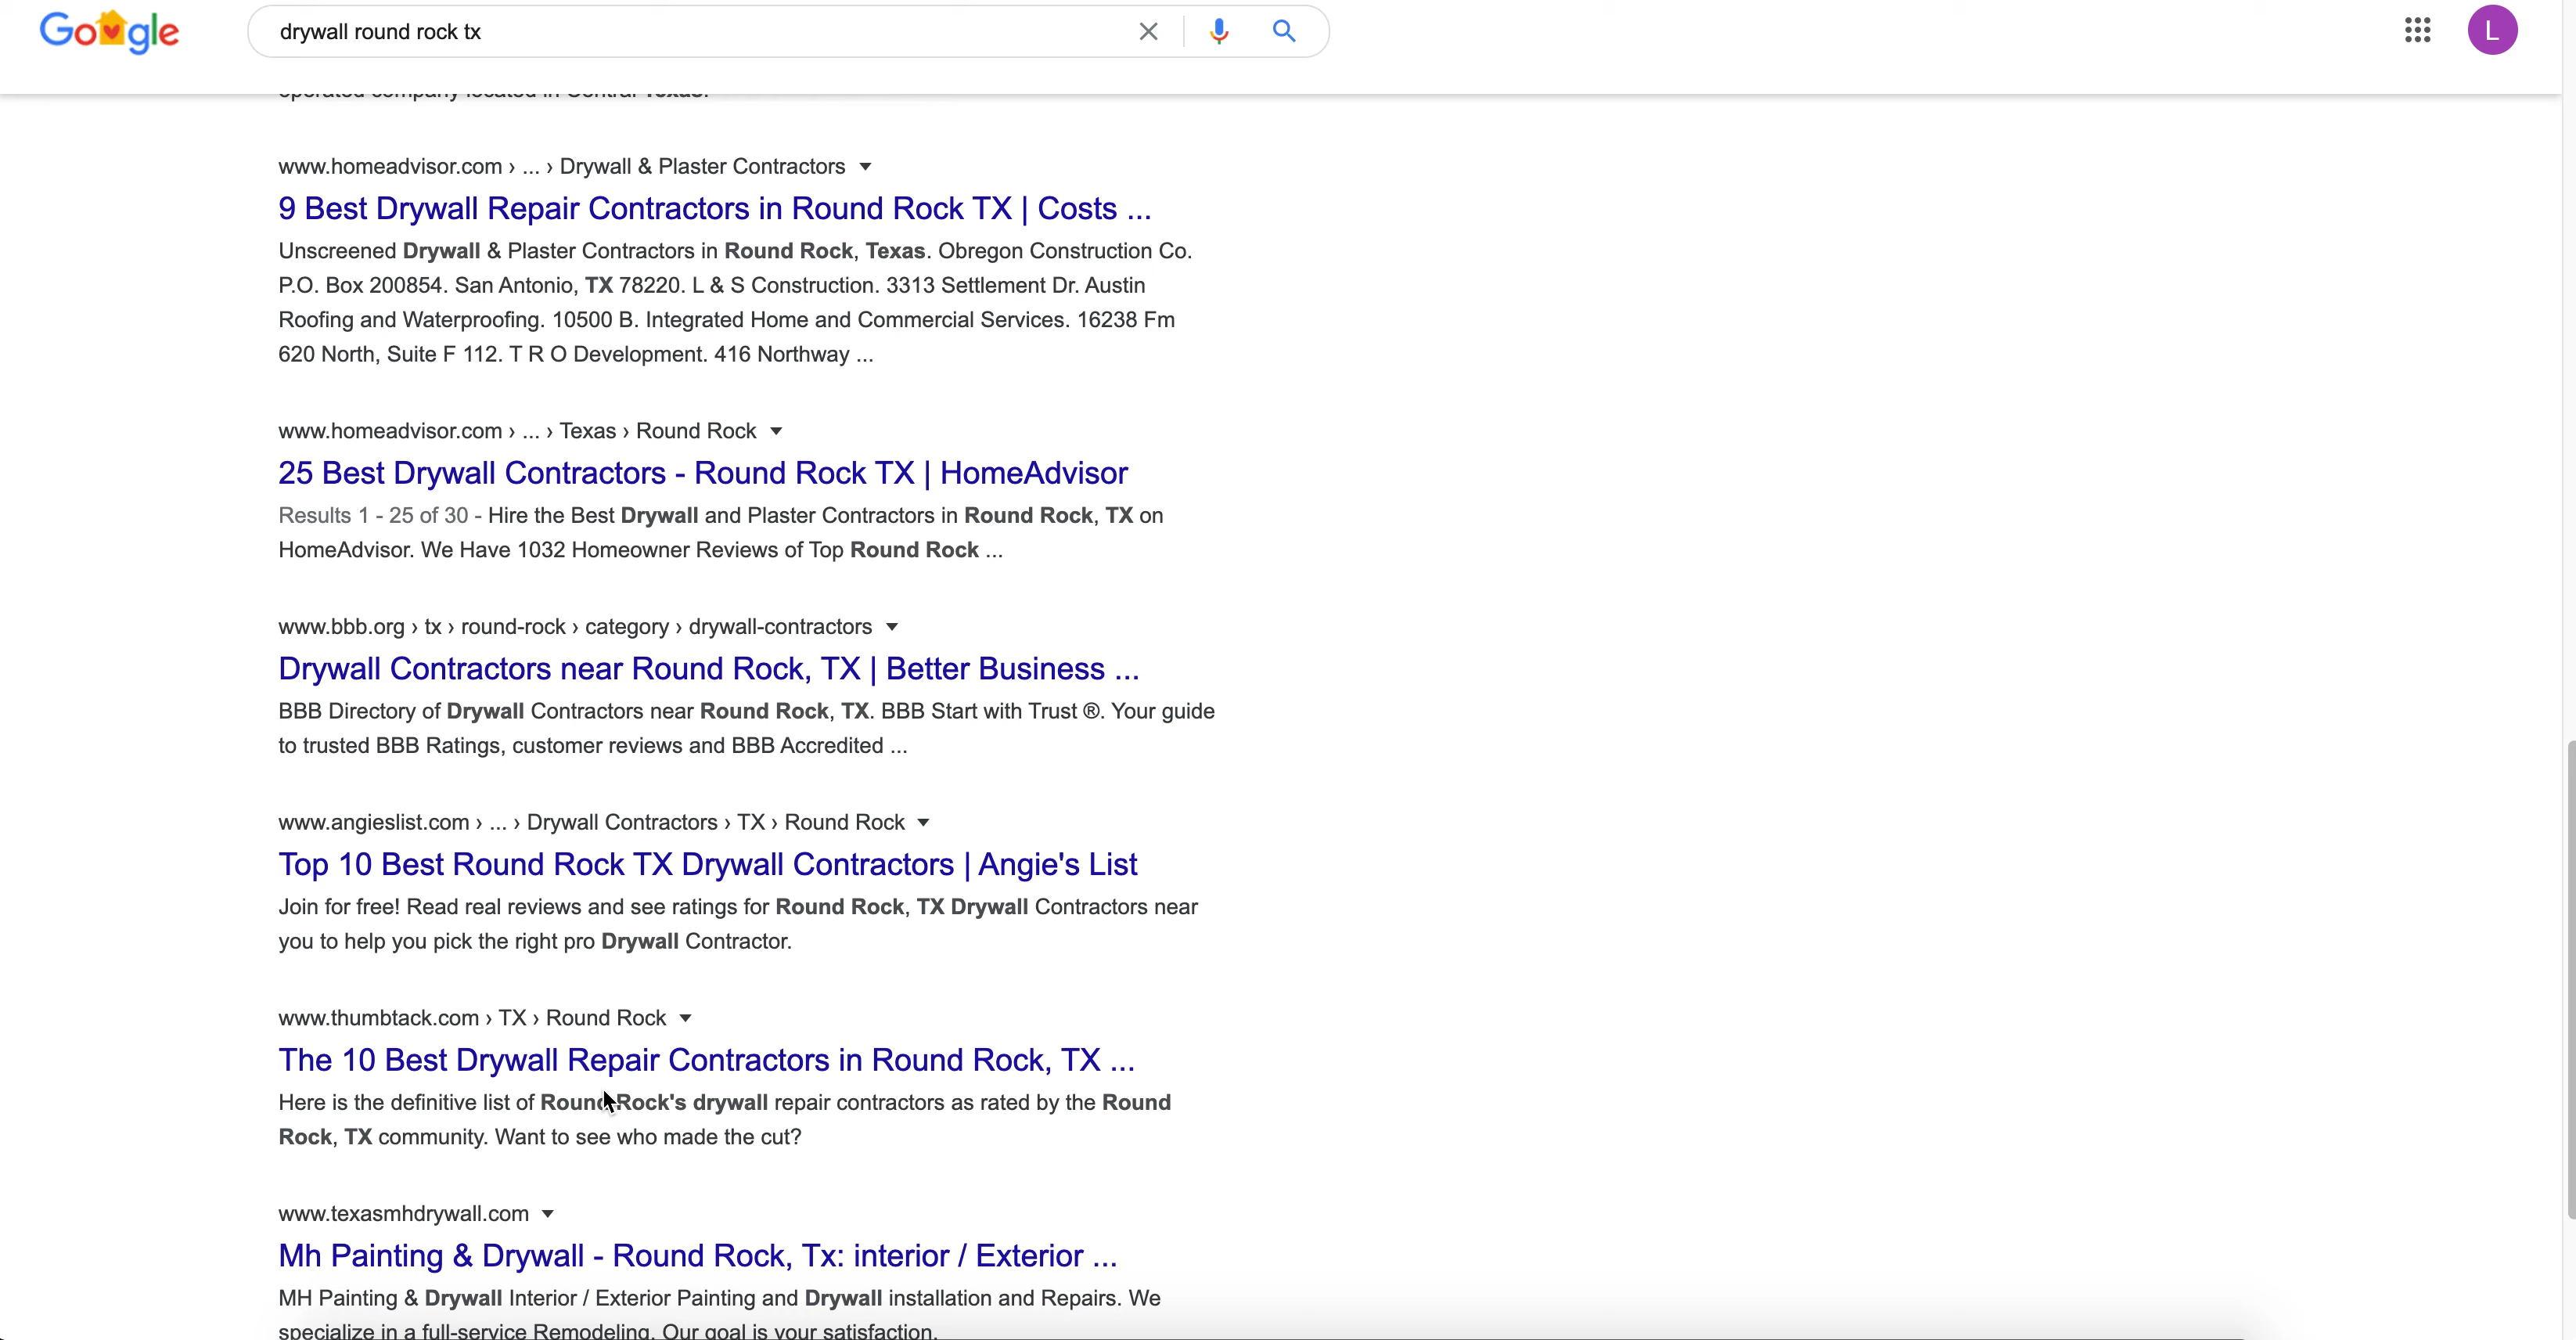 Google
drywall round rock tx
L
operated company located in Central Texas.
www.homeadvisor.com › ... › Drywall & Plaster Contractors
9 Best Drywall Repair Contractors in Round Rock TX | Costs ...
Unscreened Drywall & Plaster Contractors in Round Rock, Texas. Obregon Construction Co.
P.O. Box 200854. San Antonio, TX 78220. L & S Construction. 3313 Settlement Dr. Austin
Roofing and Waterproofing. 10500 B. Integrated Home and Commercial Services. 16238 Fm
620 North, Suite F 112. T R O Development. 416 Northway ...
www.homeadvisor.com › ... › Texas › Round Rock
25 Best Drywall Contractors - Round Rock TX | HomeAdvisor
Results 1 - 25 of 30 - Hire the Best Drywall and Plaster Contractors in Round Rock, TX on
HomeAdvisor. We Have 1032 Homeowner Reviews of Top Round Rock ...
www.bbb.org › tx › round-rock › category › drywall-contractors
Drywall Contractors near Round Rock, TX | Better Business ...
BBB Directory of Drywall Contractors near Round Rock, TX. BBB Start with Trust ®. Your guide
to trusted BBB Ratings, customer reviews and BBB Accredited ...
www.angieslist.com › ... › Drywall Contractors › TX › Round Rock
Top 10 Best Round Rock TX Drywall Contractors | Angie's List
Join for free! Read real reviews and see ratings for Round Rock, TX Drywall Contractors near
you to help you pick the right pro Drywall Contractor.
www.thumbtack.com › TX › Round Rock
The 10 Best Drywall Repair Contractors in Round Rock, TX ...
Here is the definitive list of Round Rock's drywall repair contractors as rated by the Round
Rock, TX community. Want to see who made the cut?
www.texasmhdrywall.com
Mh Painting & Drywall - Round Rock, Tx: interior / Exterior ...
MH Painting & Drywall Interior / Exterior Painting and Drywall installation and Repairs. We
specialize in a full-service Remodeling. Our goal is your satisfaction.